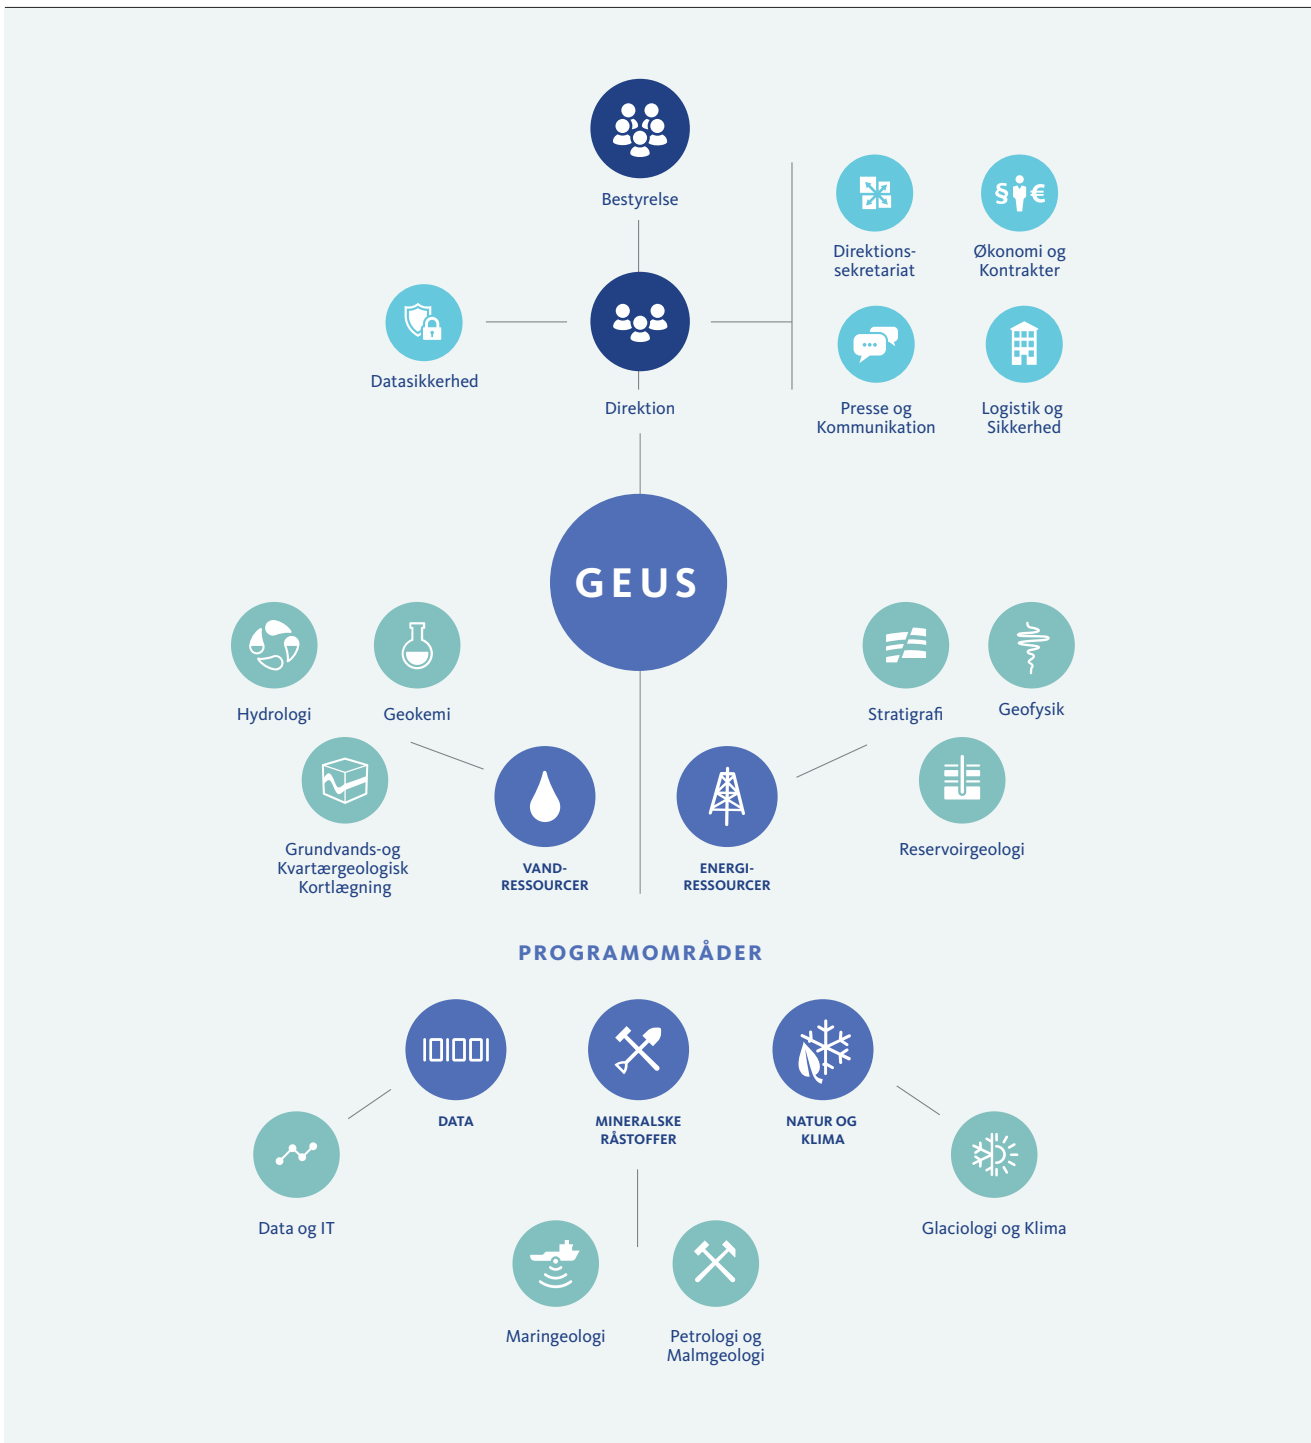 Bestyrelse
Direktions-
sekretariat
§ €
Økonomi og
Kontrakter
Datasikkerhed
Direktion
Presse og
Kommunikation
Logistik og
Sikkerhed
GEUS
Hydrologi
Geokemi
Stratigrafi
Geofysik
Grundvands-og
Kvartærgeologisk
Kortlægning
VAND-
RESSOURCER
ENERGI-
RESSOURCER
Reservoirgeologi
PROGRAMOMRÅDER
101001
DATA
MINERALSKE
RÅSTOFFER
NATUR OG
KLIMA
Data og IT
Glaciologi og Klima
Maringeologi
Petrologi og
Malmgeologi